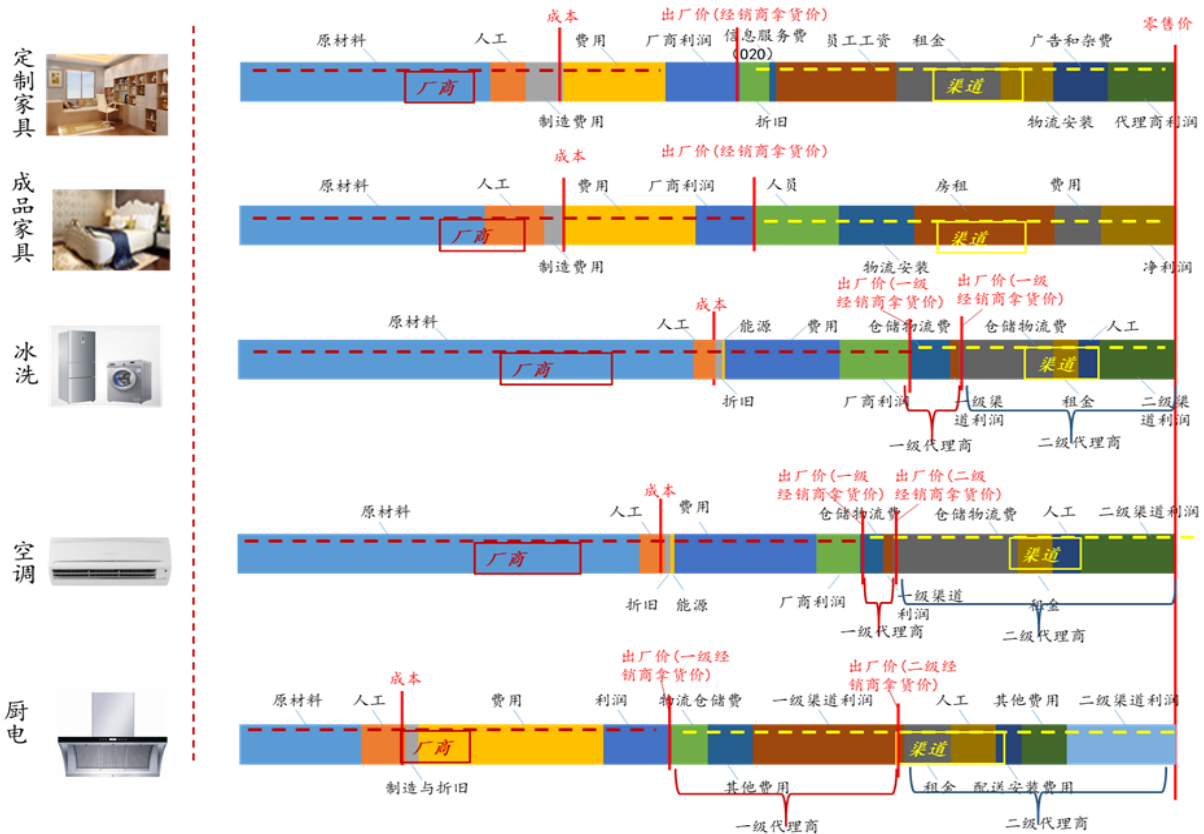 零售价
定制家具
成本
出厂价(经销商拿货价)
原材料
人工
费用
厂商利润
信息服务费
(020)
员工工资
租金
广告和杂费
厂商
渠道
制造费用
折旧
物流安装
代理商利润
成品家具
成本
出厂价(经销商拿货价)
原材料
人工
费用
厂商利润
人员
房租
费用
厂商
渠道
制造费用
物流安装
净利润
冰洗
成本
出厂价(一级
经销商拿货价)
出厂价(一级
经销商拿货价)
原材料
人工
能源
费用
仓储物流费
仓储物流费
人工
厂商
渠道
折旧
厂商利润
一级渠
道利润
租金
二级渠
道利润
一级代理商
二级代理商
空调
成本
出厂价(一级
经销商拿货价)
出厂价(二级
经销商拿货价)
原材料
人工
费用
仓储物流费
仓储物流费
人工
二级渠道利润
厂商
渠道
折旧
能源
厂商利润
一级渠道
利润
租金
一级代理商
二级代理商
厨电
成本
出厂价(一级经
销商拿货价)
出厂价(二级经
销商拿货价)
原材料
人工
费用
利润
物流仓储费
一级渠道利润
人工
其他费用
二级渠道利润
厂商
渠道
制造与折旧
其他费用
租金
配送安装费用
一级代理商
二级代理商